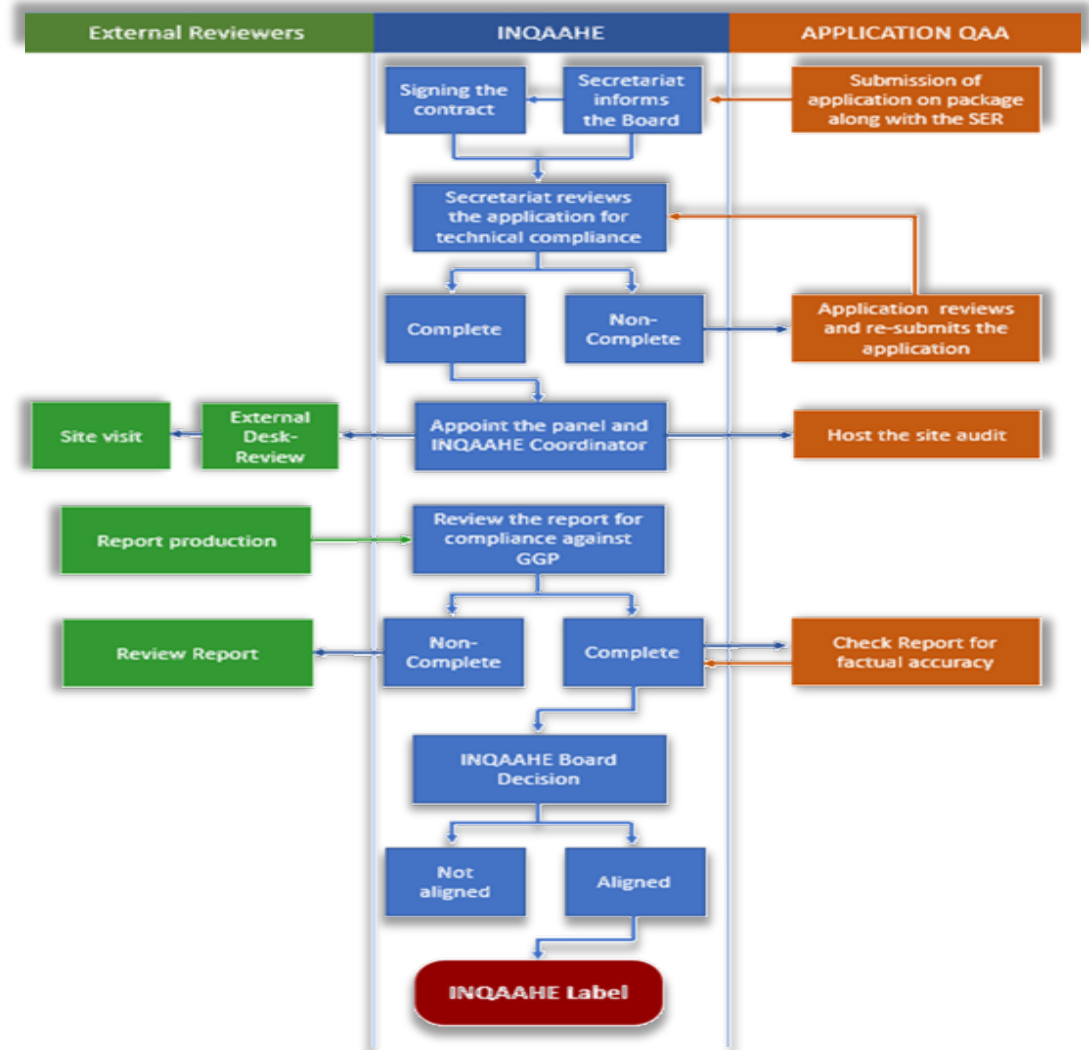 External Reviewers
INQAAHE
APPLICATION QAA
Signing the
contract
Secretariat
informs
the Board
Submission of
application on package
along with the SER
Secretariat reviews
the application for
technical compliance
Complete
Non-
Complete
Application reviews
and re-submits the
application
Site visit
External
Desk-
Review
Appoint the panel and
INQAAHE Coordinator
Host the site audit
Report production
Review the report for
compliance against
GGP
Review Report
Non-
Complete
Complete
Check Report for
factual accuracy
INQAAHE Board
Decision
Not
aligned
Aligned
INQAAHE Label